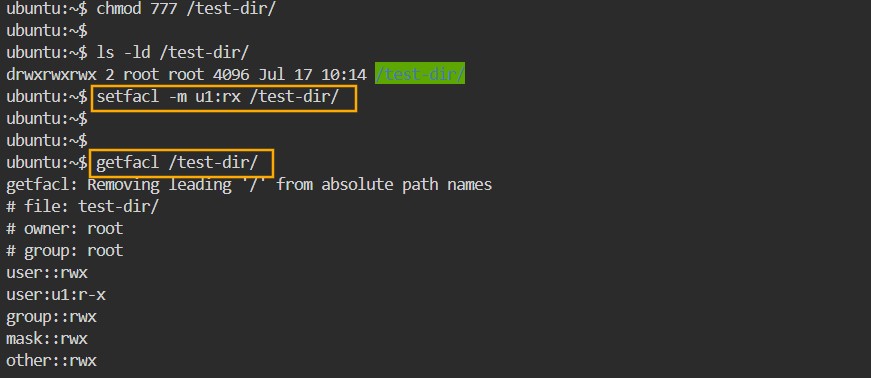 ubuntu:~$ chmod 777 /test-dir/
ubuntu:~$
ubuntu:~$ ls -ld /test-dir/
drwxrwxrwx 2 root root 4096 Jul 17 10:14 /test-dir/
ubuntu:~$ setfacl -m u1:rx /test-dir/
ubuntu:~$
ubuntu:~$
ubuntu:~$ getfacl /test-dir/
getfacl: Removing leading '/' from absolute path names
# file: test-dir/
# owner: root
# group: root
user::rwx
user:u1:r-x
group::rwx
mask::rwx
other::rwx